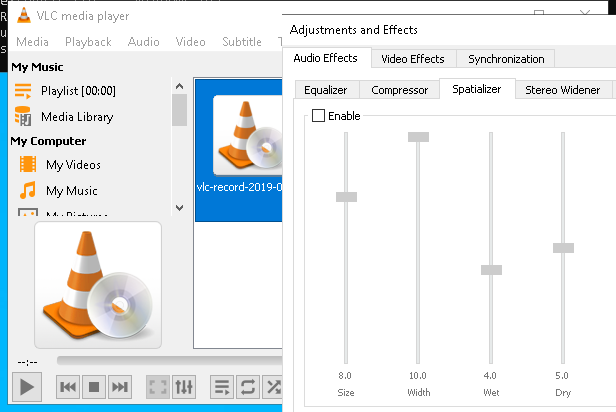 VLC media player
Media Playback Audio Video Subtitle
My Music
Playlist [00:00]
Media Library
My Computer
My Videos
My Music
My Pictures
vlc-record-2019-0
--:--
Adjustments and Effects
Audio Effects Video Effects Synchronization
Equalizer Compressor Spatializer Stereo Widener
Enable
8.0 10.0 4.0 5.0
Size Width Wet Dry